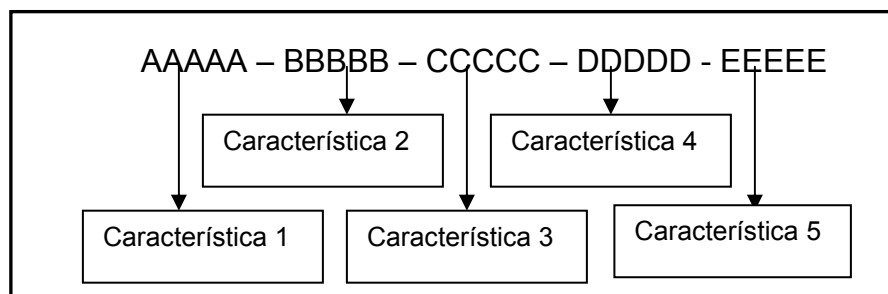 AAAAA – BBBBB – CCCCC – DDDDD - EEEEE
Característica 2
Característica 4
Característica 1
Característica 3
Característica 5